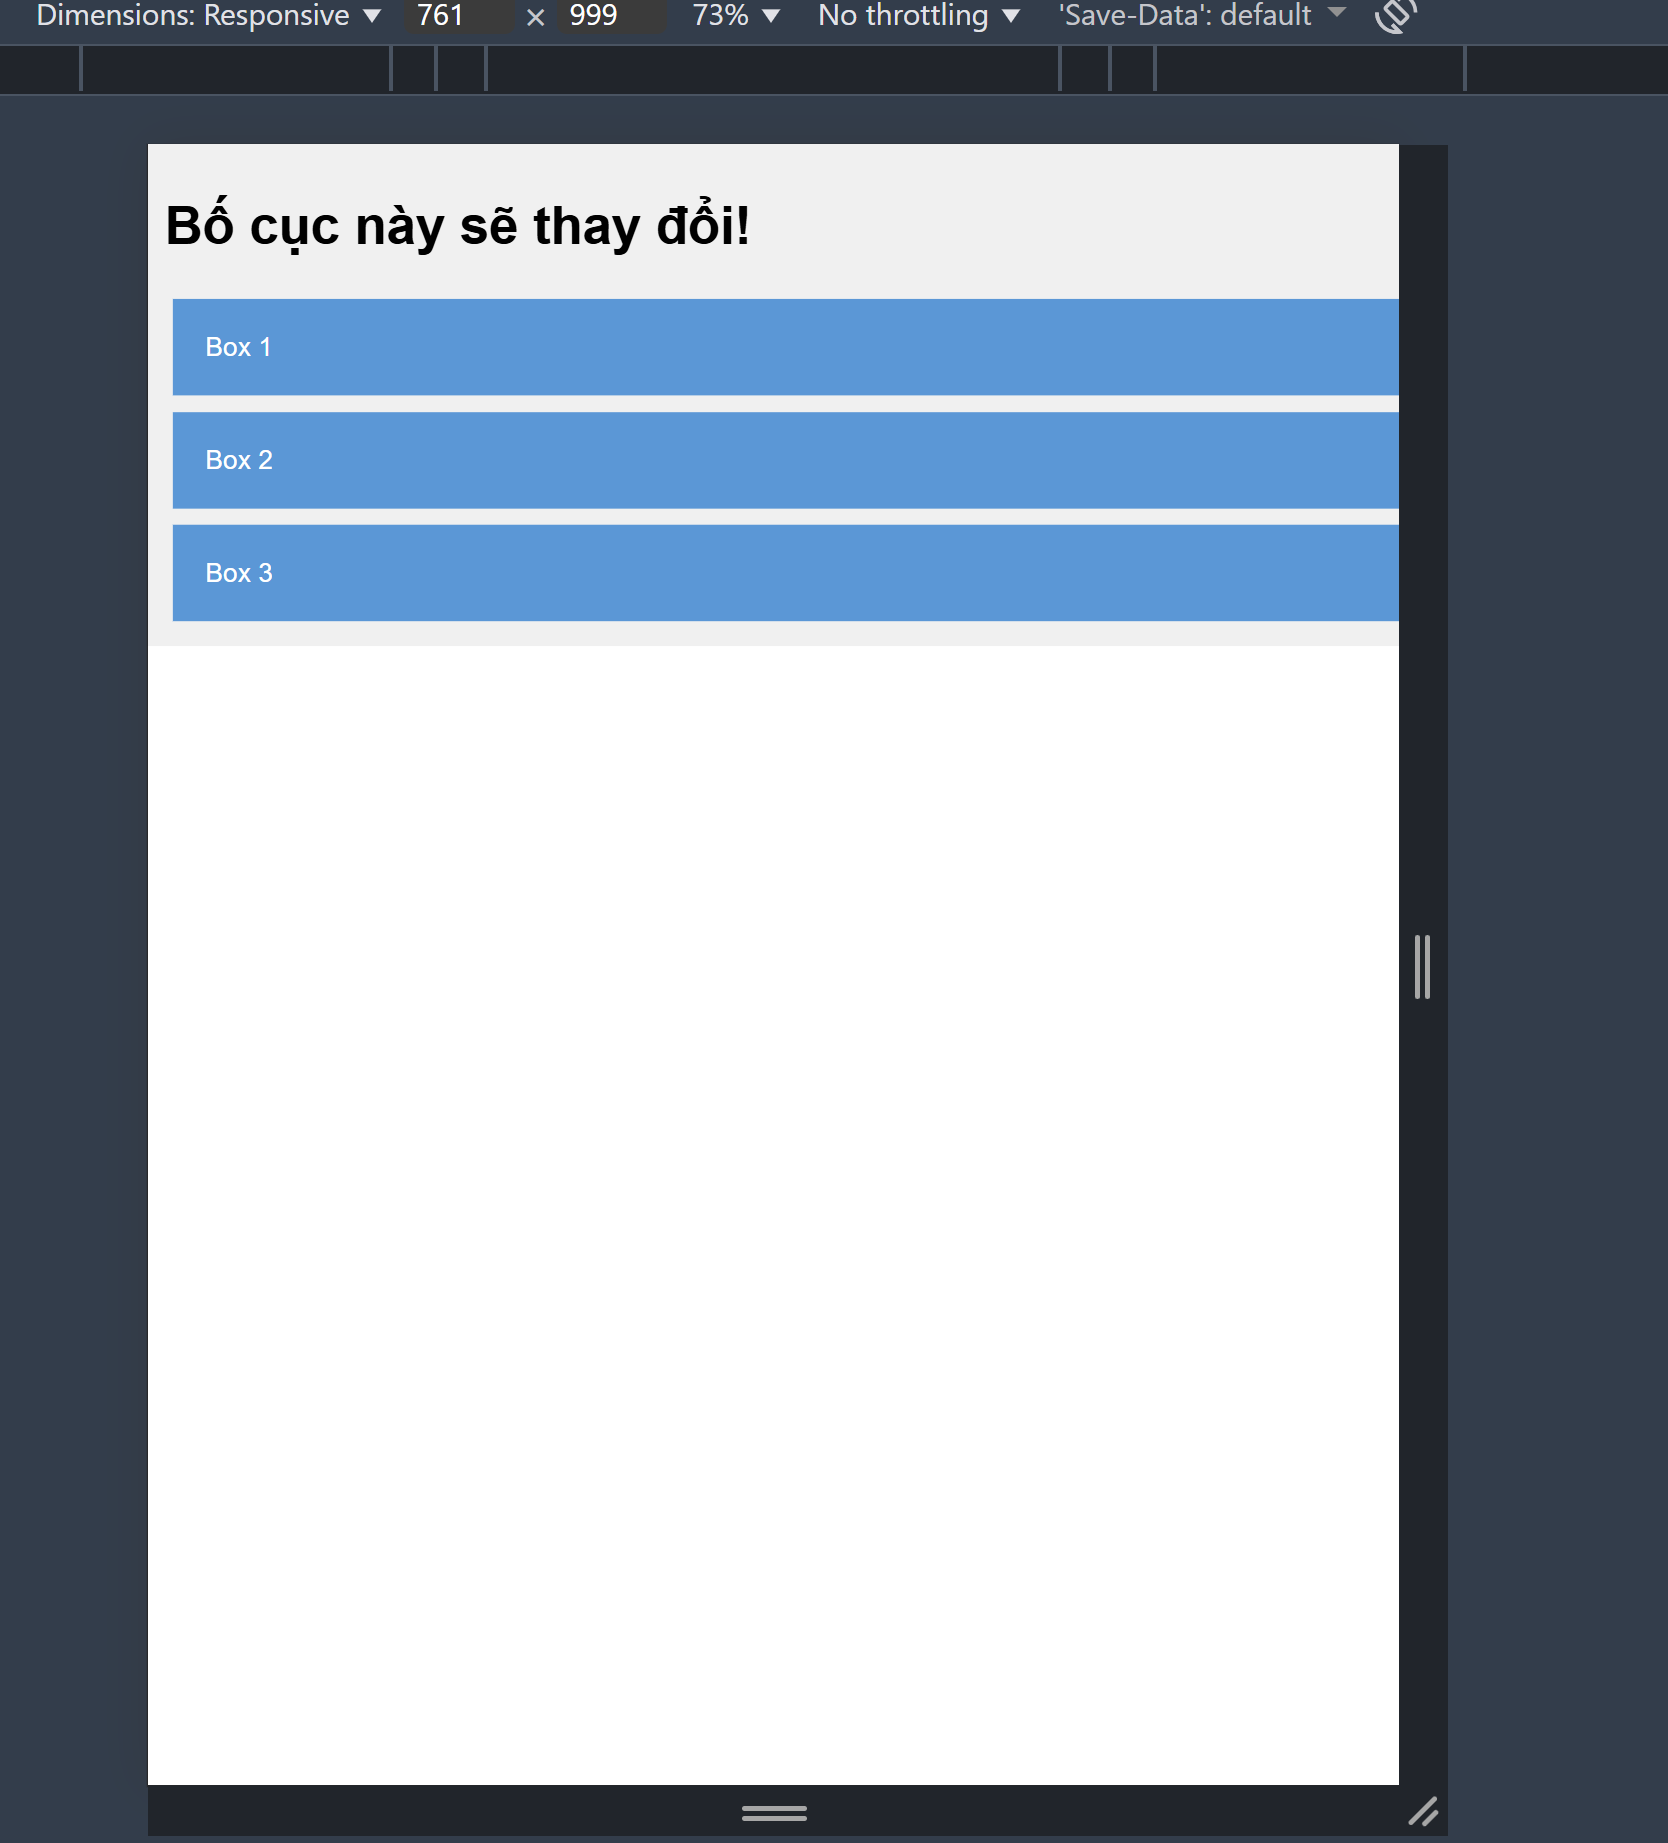 Dimensions: Responsive 761 × 999 73% No throttling 'Save-Data': default
Bố cục này sẽ thay đổi!
Box 1
Box 2
Box 3